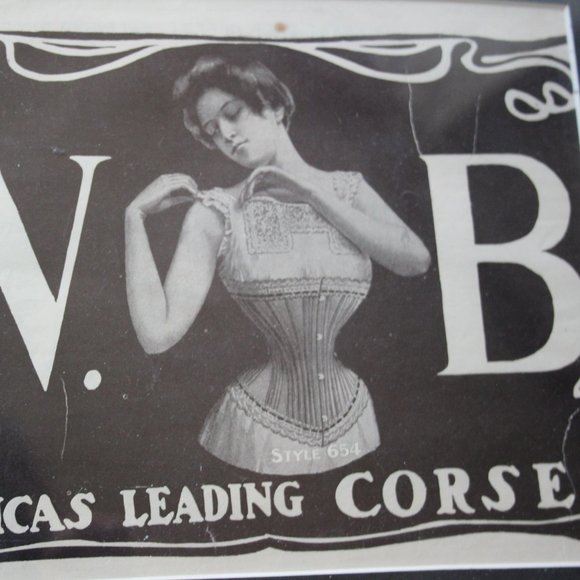 W. B.
STYLE 654
ICAS LEADING CORSE